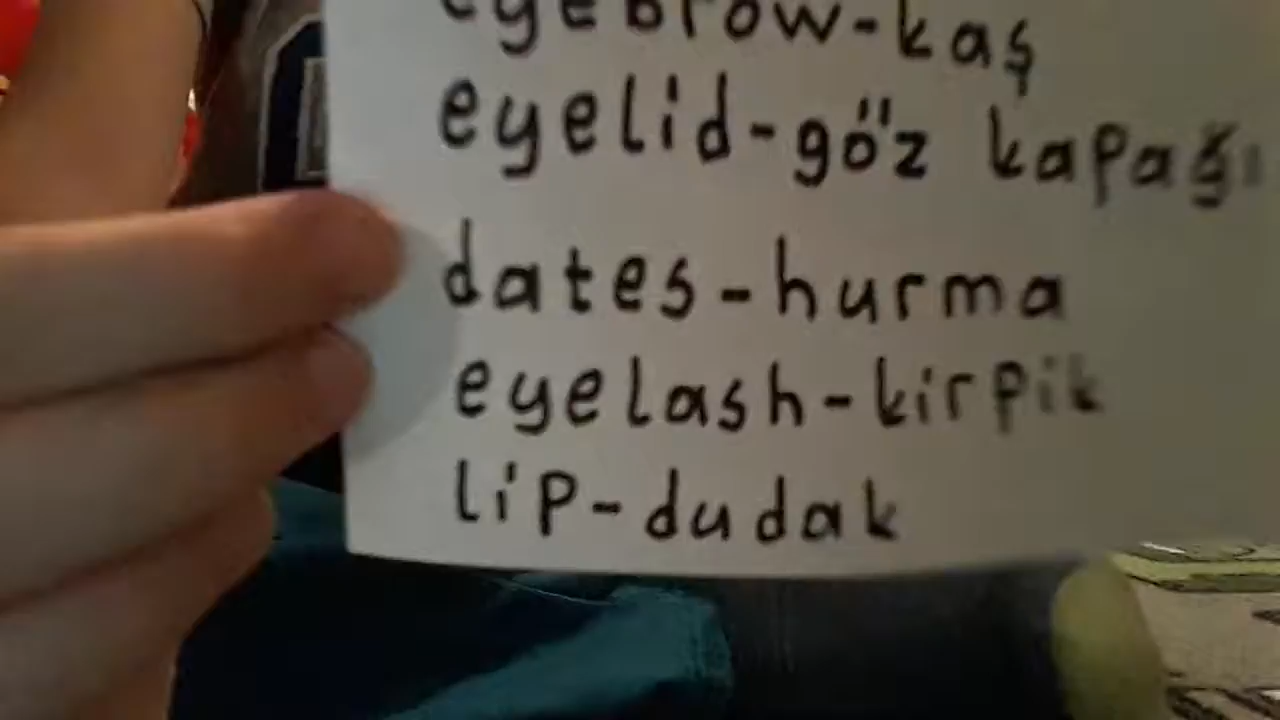 eyebrow-kaş
eyelid-göz kapağı
dates-hurma
eyelash-kirpik
lip-dudak